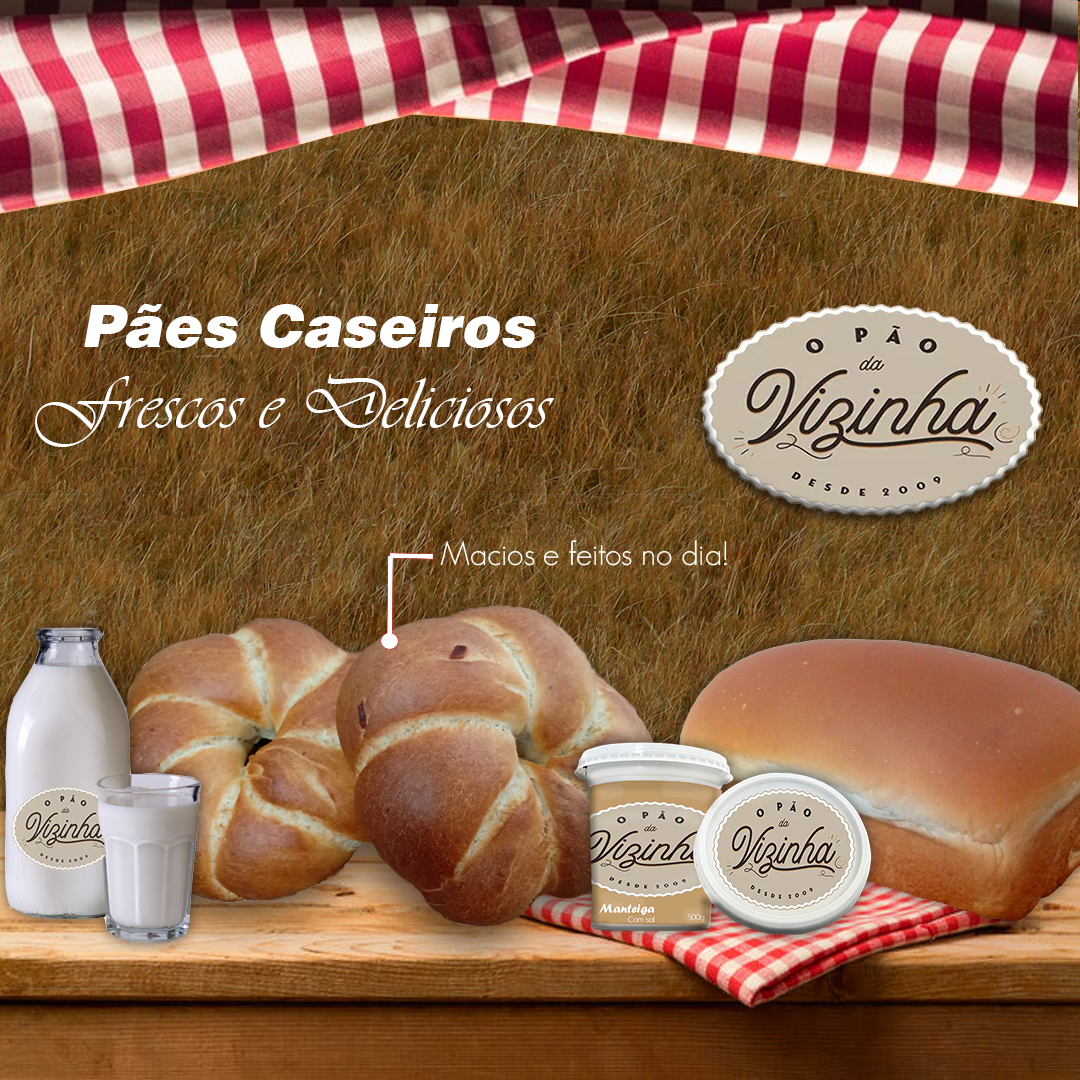 Pães Caseiros
Frescos e Deliciosos
O PÃO
da
Vizinha
DESDE 2009
Macios e feitos no dia!
O PÃO
da
Vizinha
DESDE 2009
O PÃO
da
Vizinh
DESDE 2009
Manteiga
Com sal
500g
O PÃO
da
Vizinha
DESDE 2009